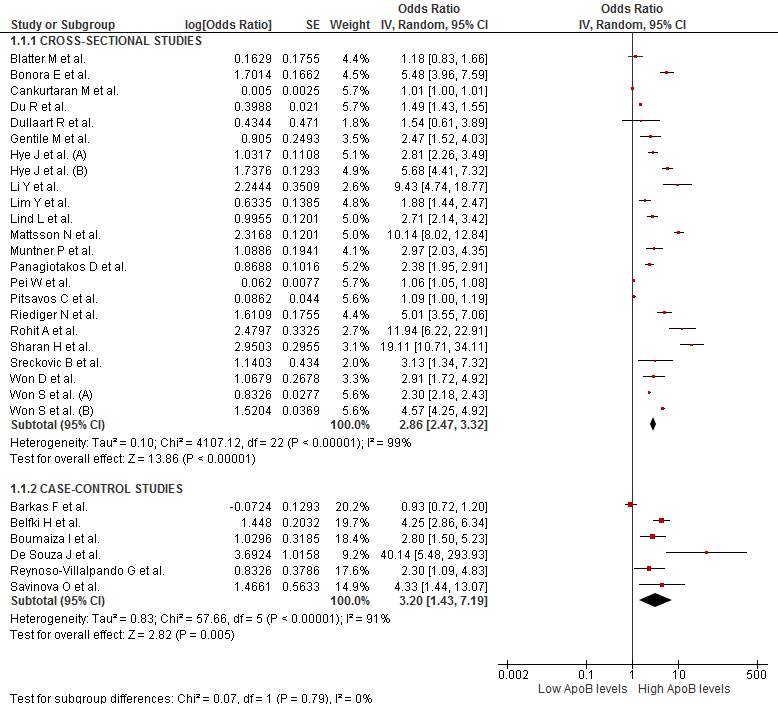 Odds Ratio Odds Ratio
Study or Subgroup log[Odds Ratio] SE Weight IV, Random, 95% CI IV, Random, 95% CI
1.1.1 CROSS-SECTIONAL STUDIES
Blatter M et al. 0.1629 0.1755 4.4% 1.18 [0.83, 1.66]
Bonora E et al. 1.7014 0.1662 4.5% 5.48 [3.96, 7.59]
Cankurtaran M et al. 0.005 0.0025 5.7% 1.01 [1.00, 1.01]
Du R et al. 0.3988 0.021 5.7% 1.49 [1.43, 1.55]
Dullaart R et al. 0.4344 0.471 1.8% 1.54 [0.61, 3.89]
Gentile M et al. 0.905 0.2493 3.5% 2.47 [1.52, 4.03]
Hye J et al. (A) 1.0317 0.1108 5.1% 2.81 [2.26, 3.49]
Hye J et al. (B) 1.7376 0.1293 4.9% 5.68 [4.41, 7.32]
Li Y et al. 2.2444 0.3509 2.6% 9.43 [4.74, 18.77]
Lim Y et al. 0.6335 0.1385 4.8% 1.88 [1.44, 2.47]
Lind L et al. 0.9955 0.1201 5.0% 2.71 [2.14, 3.42]
Mattsson N et al. 2.3168 0.1201 5.0% 10.14 [8.02, 12.84]
Muntner P et al. 1.0886 0.1941 4.2% 2.97 [2.03, 4.35]
Panagiotakos D et al. 0.8688 0.1016 5.2% 2.38 [1.95, 2.91]
Pei W et al. 0.062 0.0077 5.7% 1.06 [1.05, 1.08]
Pitsavos C et al. 0.0862 0.044 5.6% 1.09 [1.00, 1.19]
Riediger N et al. 1.6109 0.1755 4.4% 5.01 [3.55, 7.06]
Rohit A et al. 2.4797 0.3325 2.7% 11.94 [6.22, 22.91]
Sharan H et al. 2.9503 0.2955 3.1% 19.11 [10.71, 34.11]
Sreckovic B et al. 1.1403 0.434 2.0% 3.13 [1.34, 7.32]
Won D et al. 1.0679 0.2678 3.3% 2.91 [1.72, 4.92]
Won S et al. (A) 0.8326 0.0277 5.6% 2.30 [2.18, 2.43]
Won S et al. (B) 1.5204 0.0369 5.6% 4.57 [4.25, 4.92]
Subtotal (95% CI) 100.0% 2.86 [2.47, 3.32]
Heterogeneity: Tau² = 0.10; Chi² = 4107.12, df = 22 (P < 0.00001); I² = 99%
Test for overall effect: Z = 13.86 (P < 0.00001)
1.1.2 CASE-CONTROL STUDIES
Barkas F et al. -0.0724 0.1293 20.2% 0.93 [0.72, 1.20]
Belfki H et al. 1.448 0.2032 19.7% 4.25 [2.86, 6.34]
Boumaiza I et al. 1.0296 0.3185 18.4% 2.80 [1.50, 5.23]
De Souza J et al. 3.6924 1.0158 9.2% 40.14 [5.48, 293.93]
Reynoso-Villalpando G et al. 0.8326 0.3786 17.6% 2.30 [1.09, 4.83]
Savinova O et al. 1.4661 0.5633 14.9% 4.33 [1.44, 13.07]
Subtotal (95% CI) 100.0% 3.20 [1.43, 7.19]
Heterogeneity: Tau² = 0.83; Chi² = 57.66, df = 5 (P < 0.00001); I² = 91%
Test for overall effect: Z = 2.82 (P = 0.005)
0.002 0.1 1 10 500
Low ApoB levels High ApoB levels
Test for subgroup differences: Chi² = 0.07, df = 1 (P = 0.79), I² = 0%